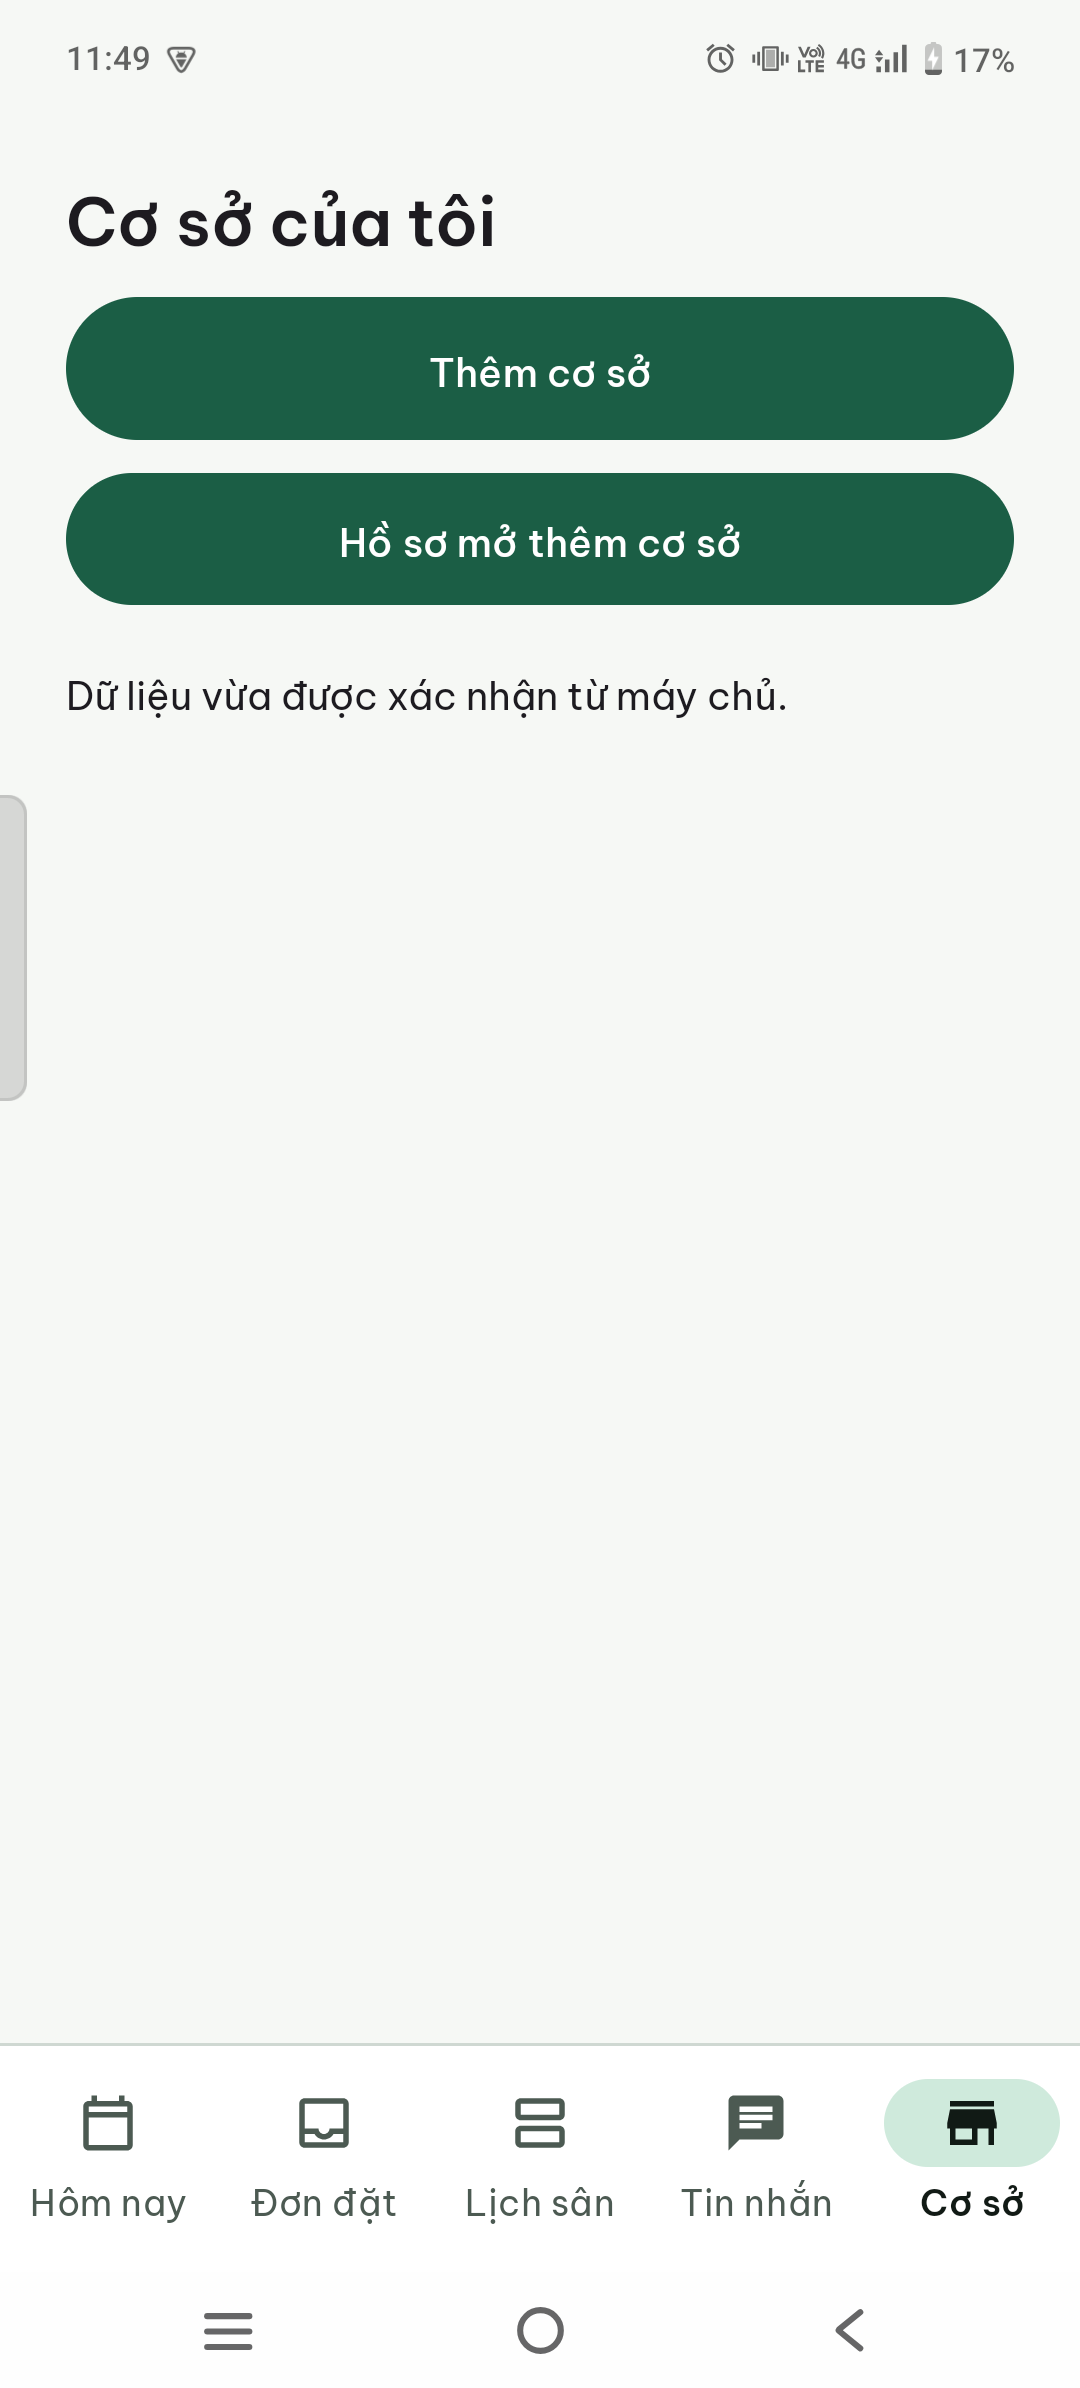 11:49
VoLTE 4G 17%
Cơ sở của tôi
Thêm cơ sở
Hồ sơ mở thêm cơ sở
Dữ liệu vừa được xác nhận từ máy chủ.
Hôm nay Đơn đặt Lịch sân Tin nhắn Cơ sở